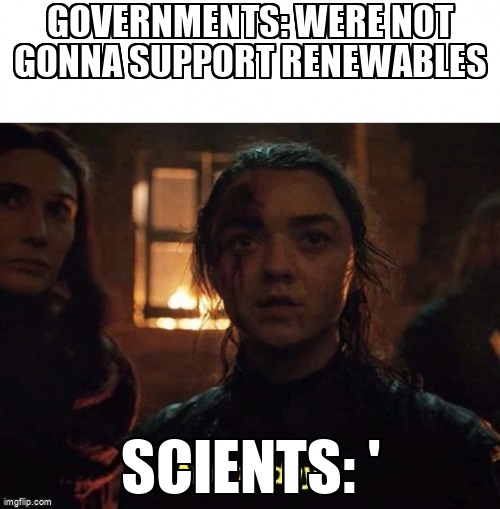 GOVERNMENTS: WERE NOT
GONNA SUPPORT RENEWABLES
SCIENTS: '
imgflip.com